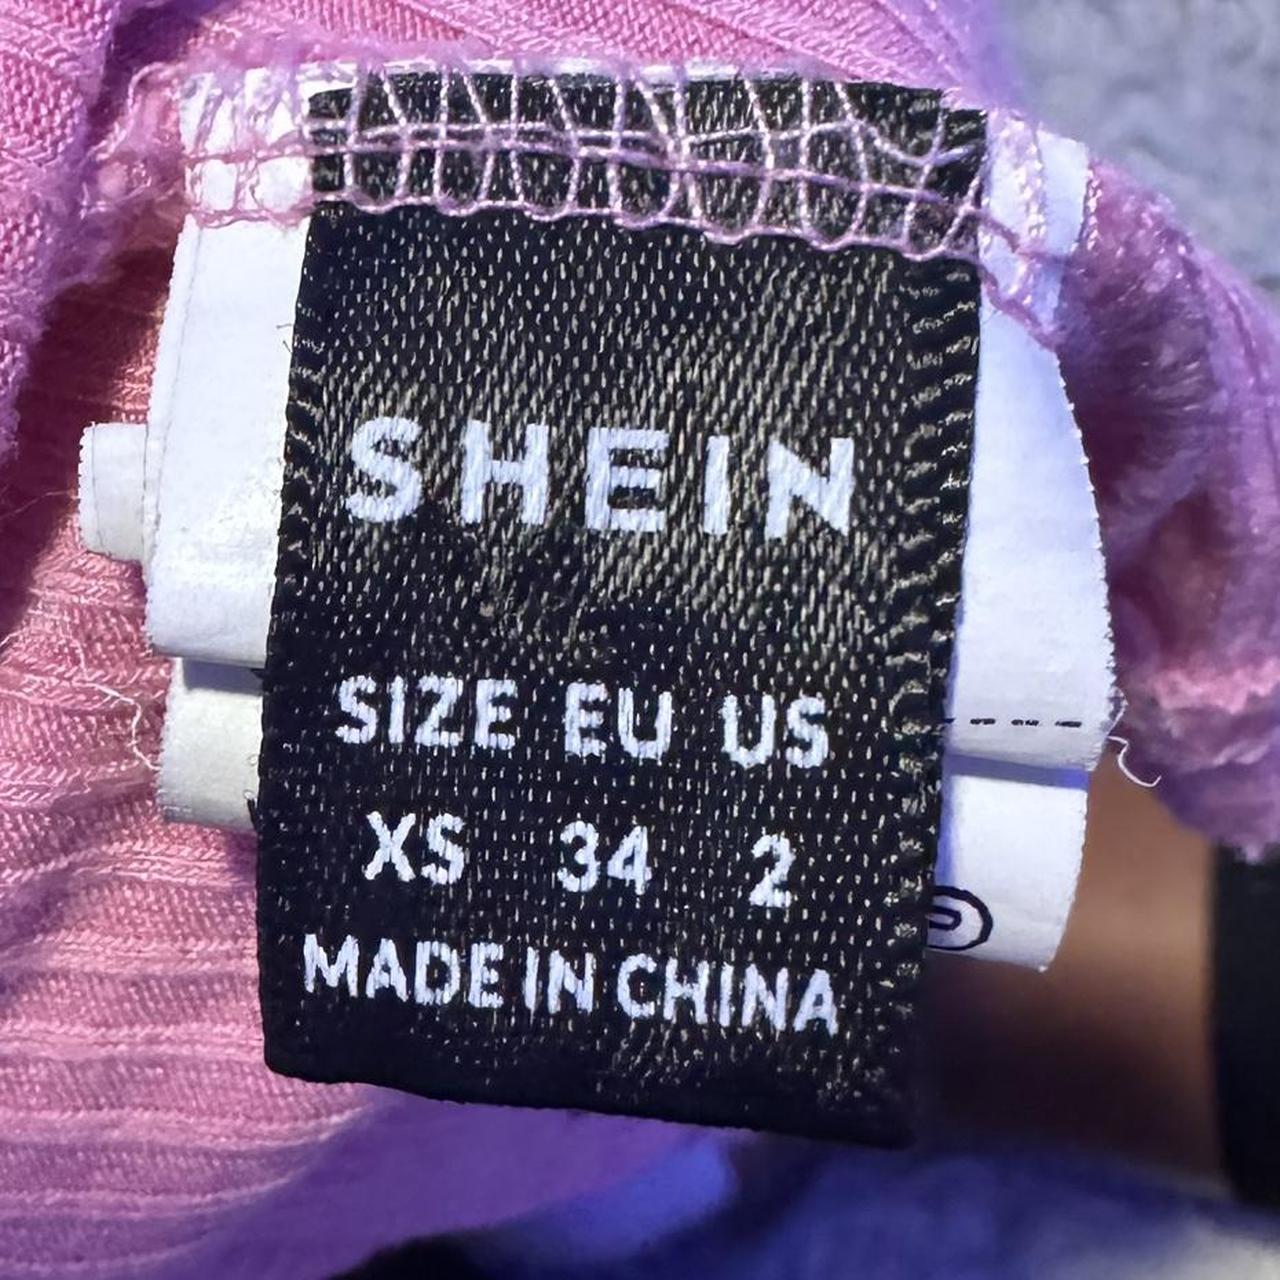 SHEIN
SIZE EU US
XS 34 2
MADE IN CHINA